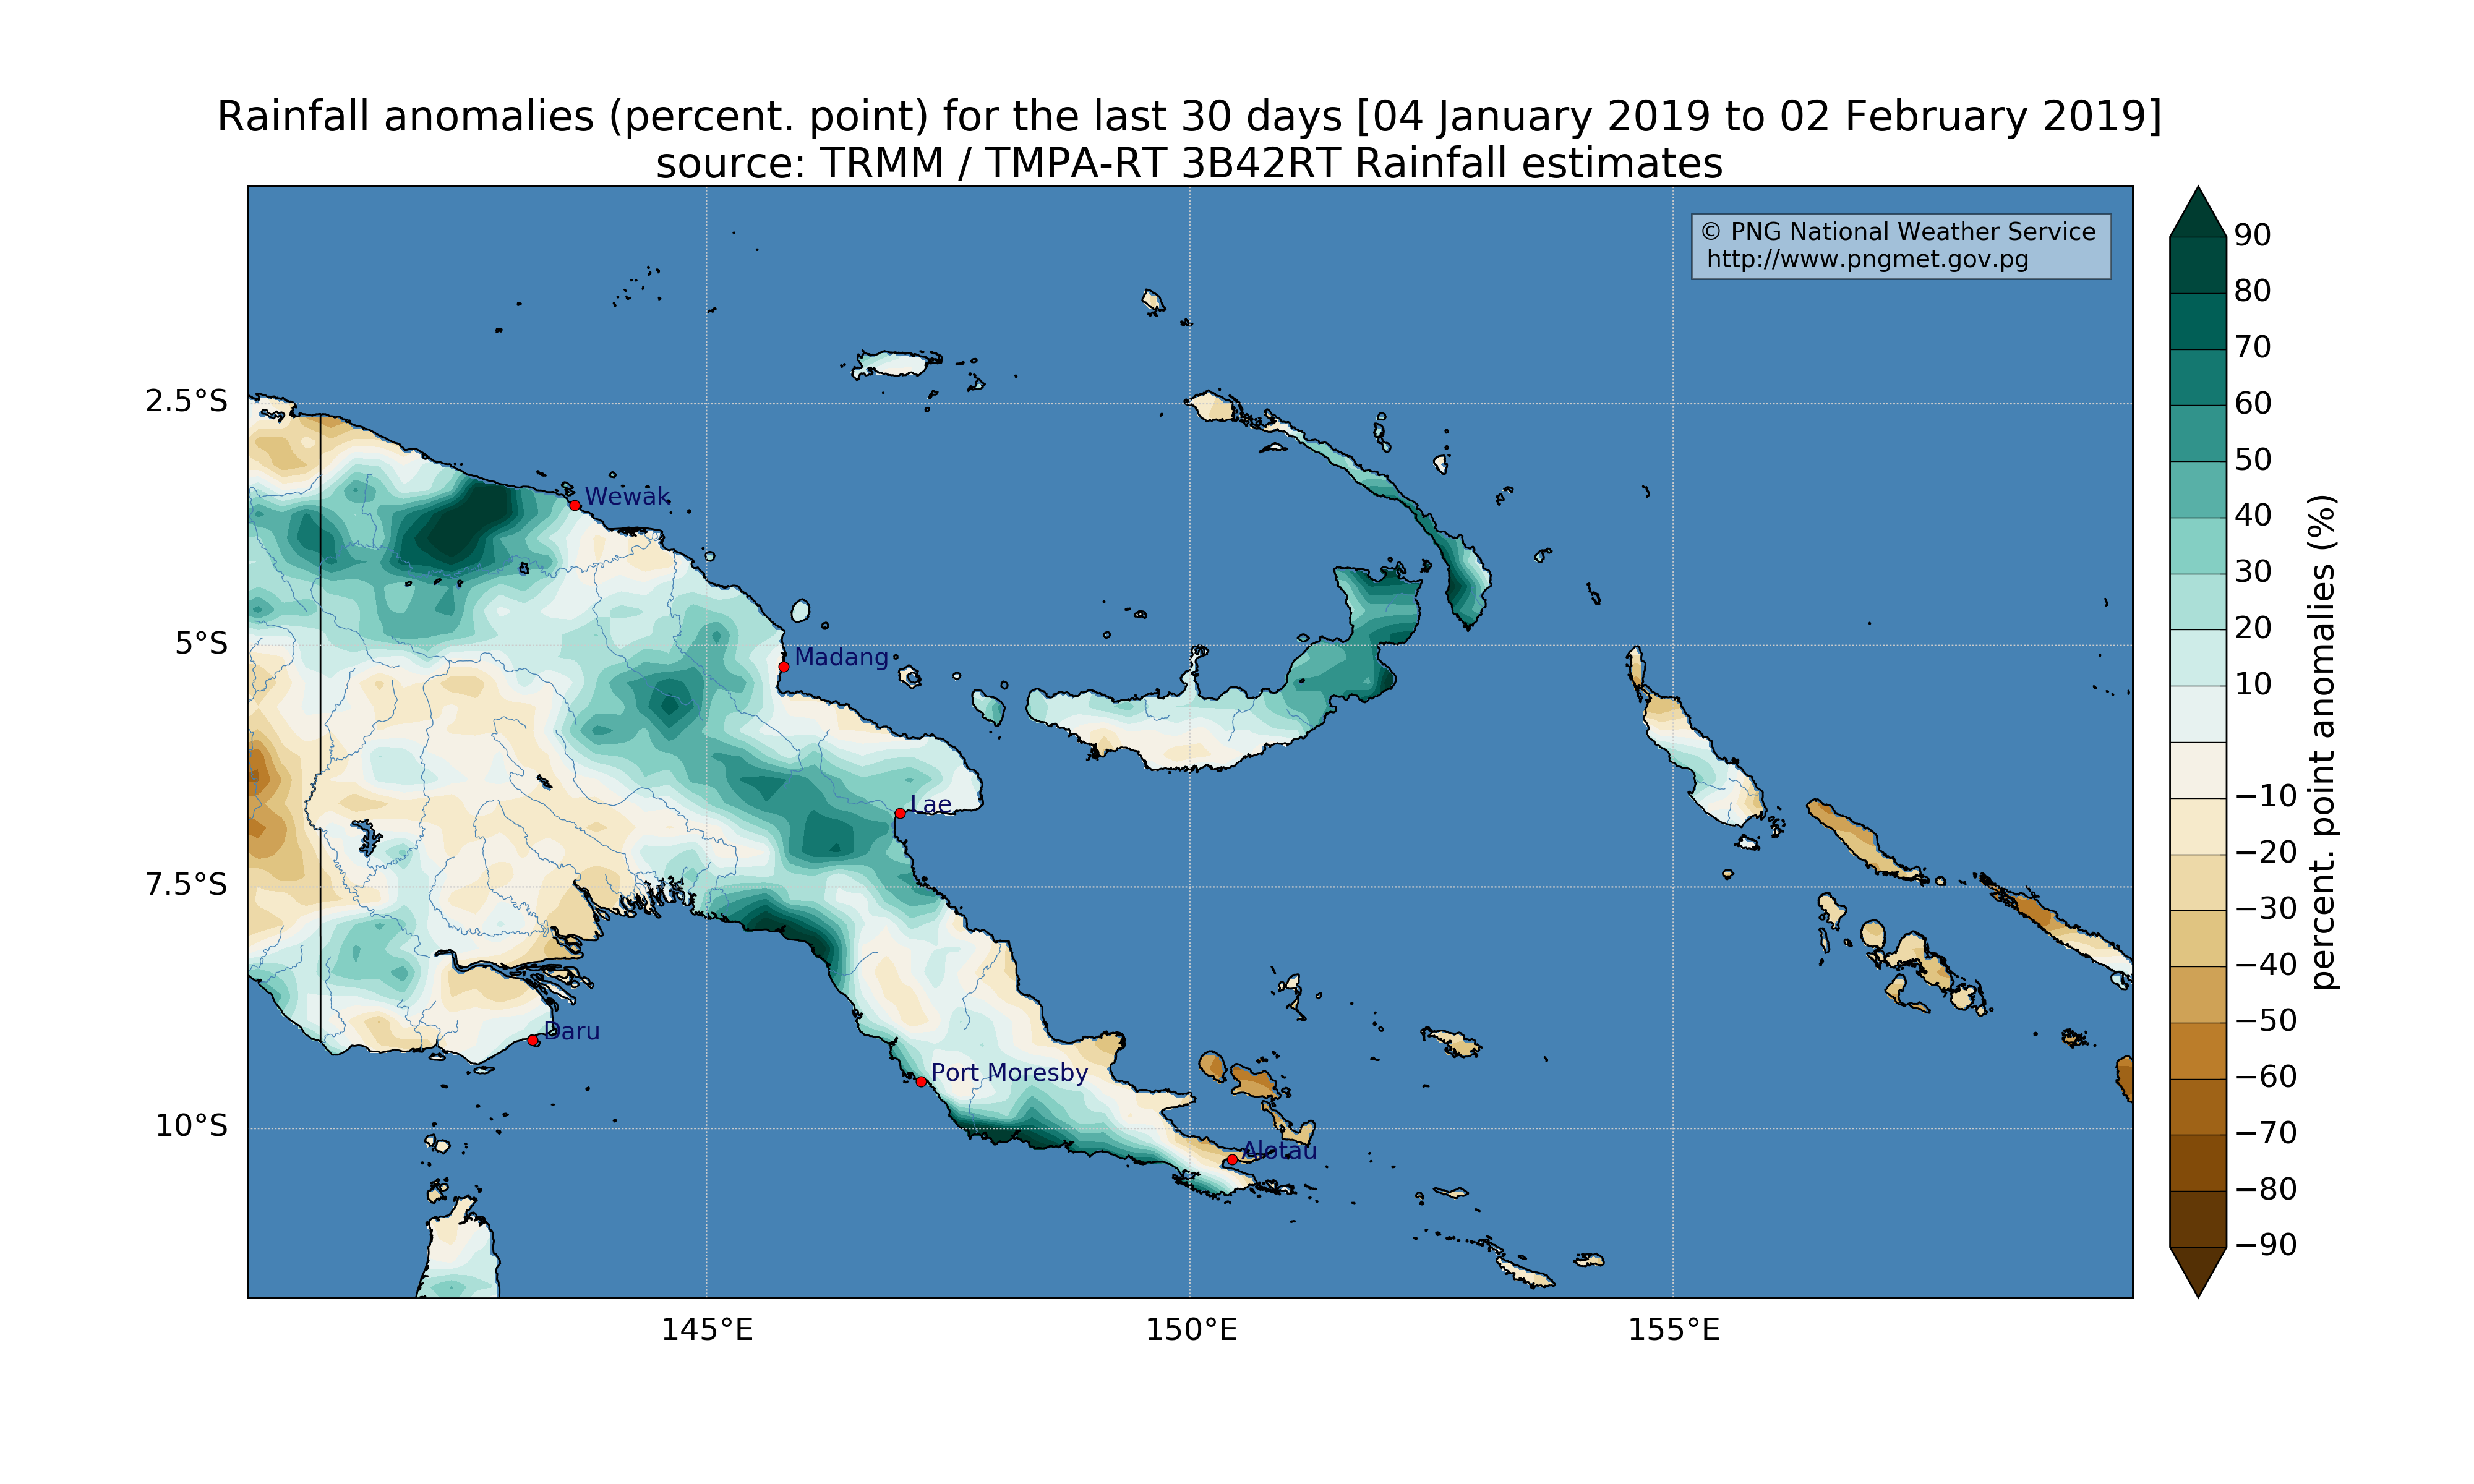 Rainfall anomalies (percent. point) for the last 30 days [04 January 2019 to 02 February 2019]
source: TRMM / TMPA-RT 3B42RT Rainfall estimates
© PNG National Weather Service
http://www.pngmet.gov.pg
2.5°S
5°S
7.5°S
10°S
Wewak
Madang
Lae
Daru
Port Moresby
Alotau
145°E
150°E
155°E
90
80
70
60
50
40
30
20
10
−10
−20
−30
−40
−50
−60
−70
−80
−90
percent. point anomalies (%)